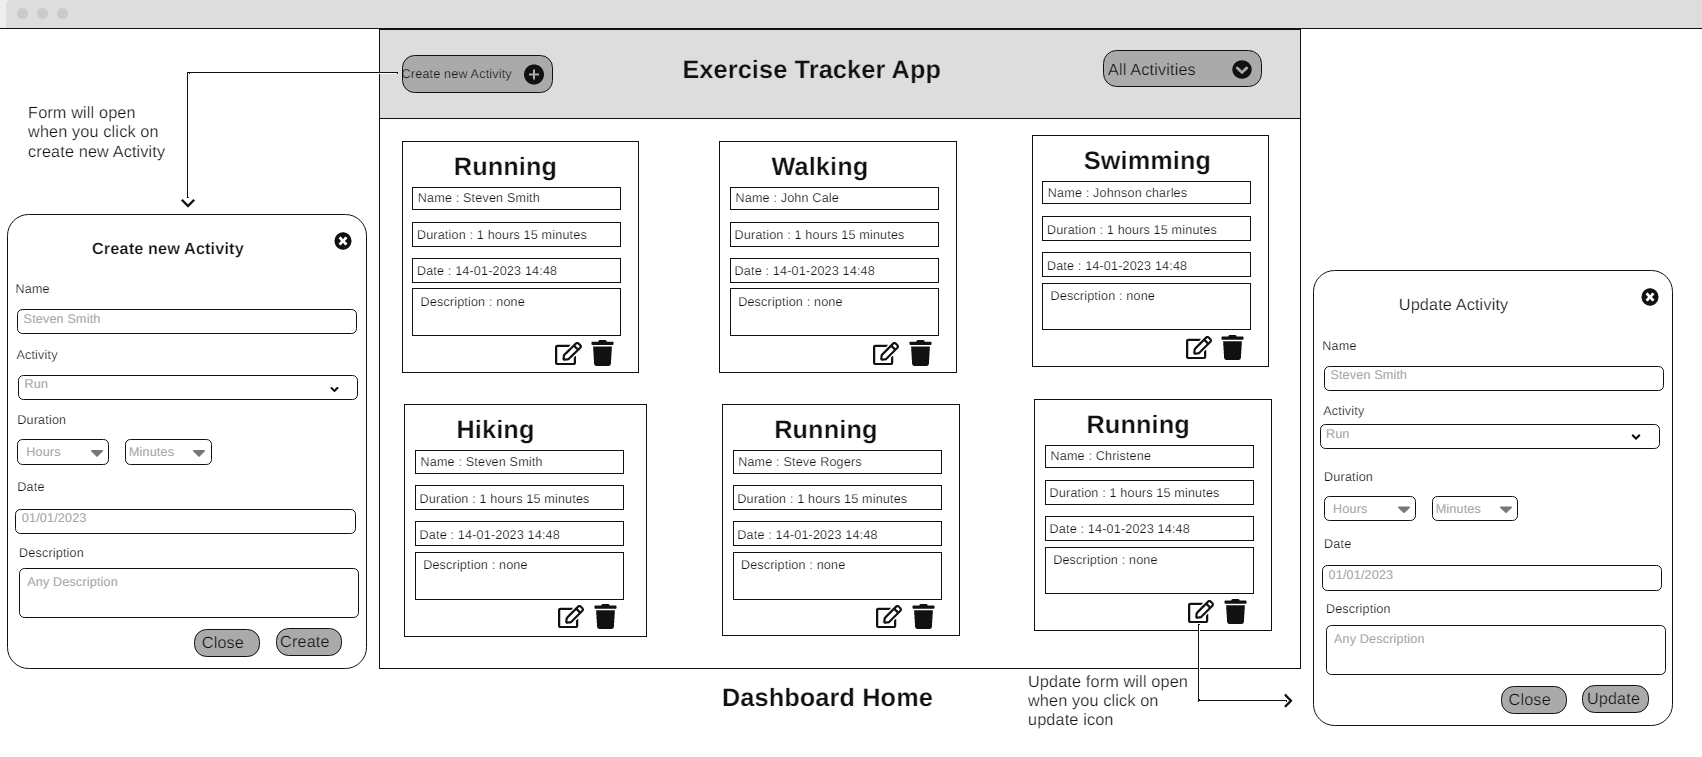 Create new Activity
Exercise Tracker App
All Activities
Form will open
when you click on
create new Activity
Create new Activity
Name
Steven Smith
Activity
Run
Duration
Hours
Minutes
Date
01/01/2023
Description
Any Description
Close
Create
Running
Name : Steven Smith
Duration : 1 hours 15 minutes
Date : 14-01-2023 14:48
Description : none
Walking
Name : John Cale
Duration : 1 hours 15 minutes
Date : 14-01-2023 14:48
Description : none
Swimming
Name : Johnson charles
Duration : 1 hours 15 minutes
Date : 14-01-2023 14:48
Description : none
Hiking
Name : Steven Smith
Duration : 1 hours 15 minutes
Date : 14-01-2023 14:48
Description : none
Running
Name : Steve Rogers
Duration : 1 hours 15 minutes
Date : 14-01-2023 14:48
Description : none
Running
Name : Christene
Duration : 1 hours 15 minutes
Date : 14-01-2023 14:48
Description : none
Dashboard Home
Update form will open
when you click on
update icon
Update Activity
Name
Steven Smith
Activity
Run
Duration
Hours
Minutes
Date
01/01/2023
Description
Any Description
Close
Update